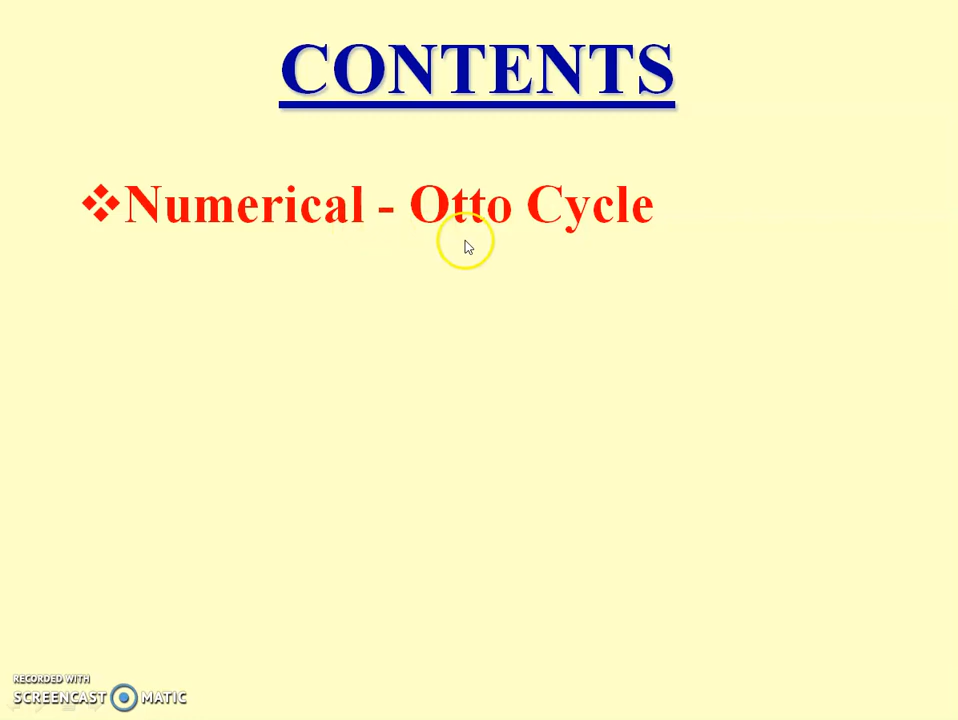 CONTENTS
❖Numerical - Otto Cycle
RECORDED WITH
SCREENCAST MATIC